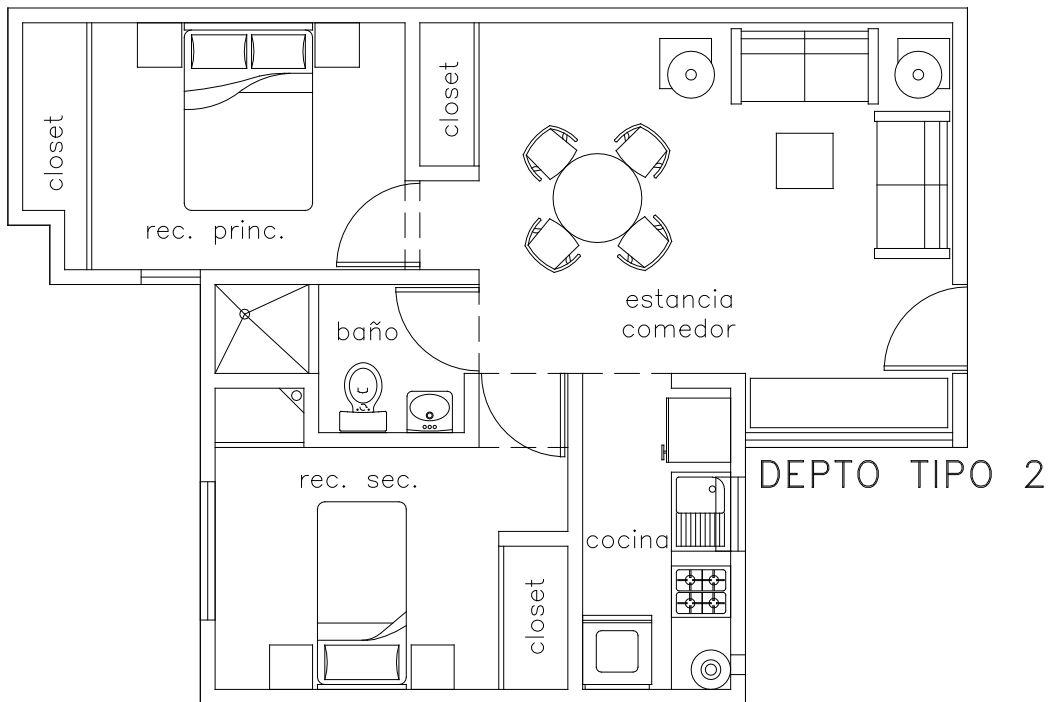 closet
closet
rec. princ.
estancia
comedor
baño
DEPTO TIPO 2
rec. sec.
cocina
closet